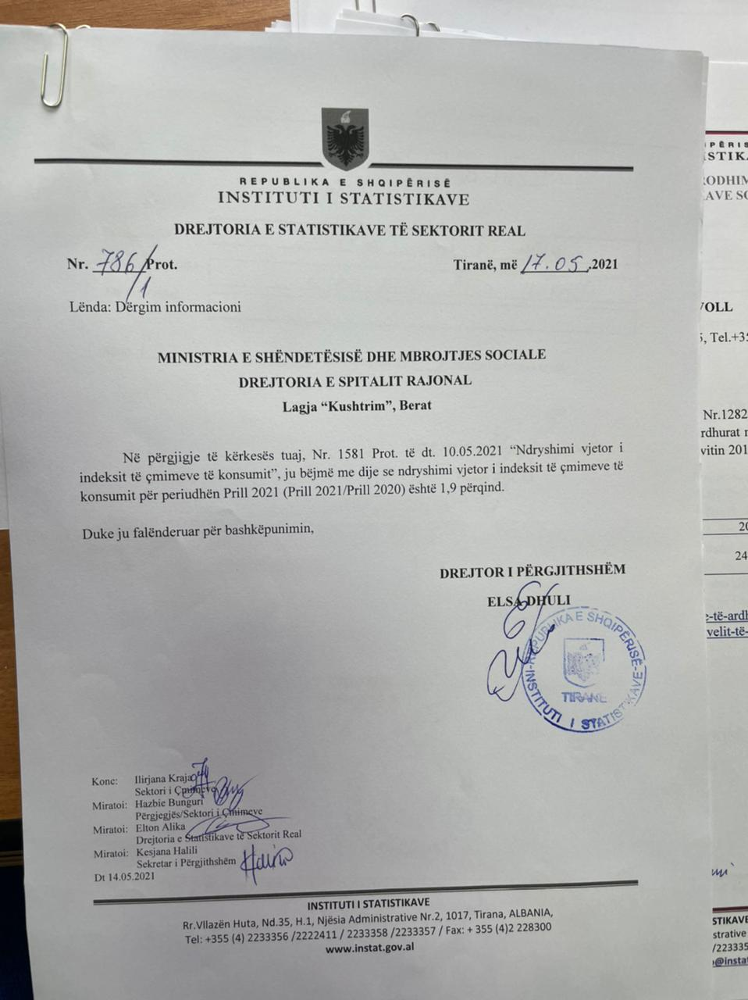 REPUBLIKA E SHQIPËRISË
INSTITUTI I STATISTIKAVE
DREJTORIA E STATISTIKAVE TË SEKTORIT REAL
Nr. 786/1 Prot.
Tiranë, më 17.05.2021
Lënda: Dërgim informacioni
MINISTRIA E SHËNDETËSISË DHE MBROJTJES SOCIALE
DREJTORIA E SPITALIT RAJONAL
Lagja “Kushtrim”, Berat
Në përgjigje të kërkesës tuaj, Nr. 1581 Prot. të dt. 10.05.2021 “Ndryshimi vjetor i
indeksit të çmimeve të konsumit”, ju bëjmë me dije se ndryshimi vjetor i indeksit të çmimeve të
konsumit për periudhën Prill 2021 (Prill 2021/Prill 2020) është 1,9 përqind.
Duke ju falënderuar për bashkëpunimin,
DREJTOR I PËRGJITHSHËM
ELSA DHULI
REPUBLIKA E SHQIPËRISË
INSTITUTI I STATISTIKAVE
TIRANË
Konc: Ilirjana Kraja
Sektori i Çmimeve
Miratoi: Hazbie Bunguri
Përgjegjës/Sektori i Çmimeve
Miratoi: Elton Alika
Drejtoria e Statistikave të Sektorit Real
Miratoi: Kesjana Halili
Sekretar i Përgjithshëm
Dt 14.05.2021
INSTITUTI I STATISTIKAVE
Rr.Vllazën Huta, Nd.35, H.1, Njësia Administrative Nr.2, 1017, Tirana, ALBANIA,
Tel: +355 (4) 2233356 /2222411 / 2233358 /2233357 / Fax: + 355 (4)2 228300
www.instat.gov.al
VOLL
5, Tel.+35
Nr.1282
rdhurat
vitin 201
20
24
e-të-ardh
velit-të-
STIKAVE
strative
/223335
@insta